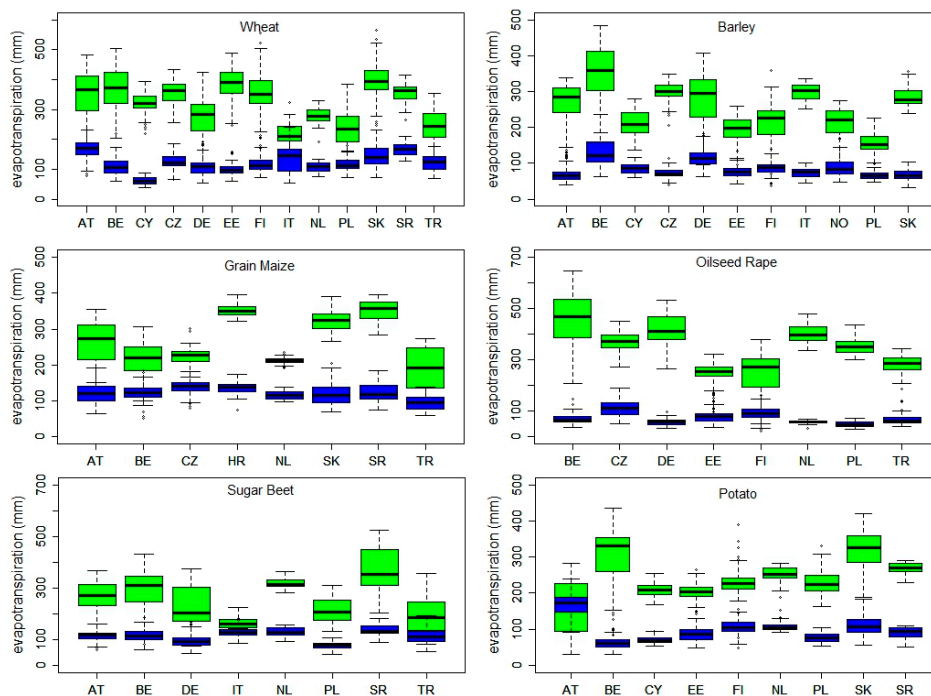 Wheat
evapotranspiration (mm)
0 100 300 500
AT BE CY CZ DE EE FI IT NL PL SK SR TR
Barley
evapotranspiration (mm)
0 100 200 300 400 500
AT BE CY CZ DE EE FI IT NO PL SK
Grain Maize
evapotranspiration (mm)
0 100 200 300 400 500
AT BE CZ HR NL SK SR TR
Oilseed Rape
evapotranspiration (mm)
0 100 300 500 700
BE CZ DE EE FI NL PL TR
Sugar Beet
evapotranspiration (mm)
0 100 300 500 700
AT BE DE IT NL PL SR TR
Potato
evapotranspiration (mm)
0 100 200 300 400 500
AT BE CY EE FI NL PL SK SR